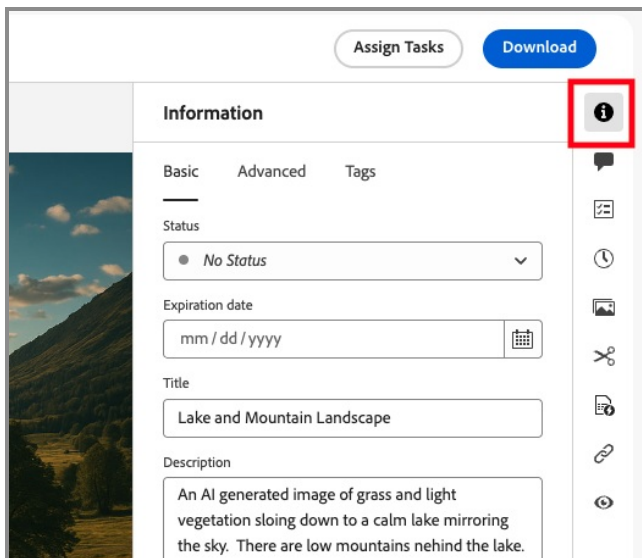 Assign Tasks
Download
Information
Basic
Advanced
Tags
Status
No Status
Expiration date
mm / dd / yyyy
Title
Lake and Mountain Landscape
Description
An AI generated image of grass and light
vegetation sloing down to a calm lake mirroring
the sky.  There are low mountains nehind the lake.